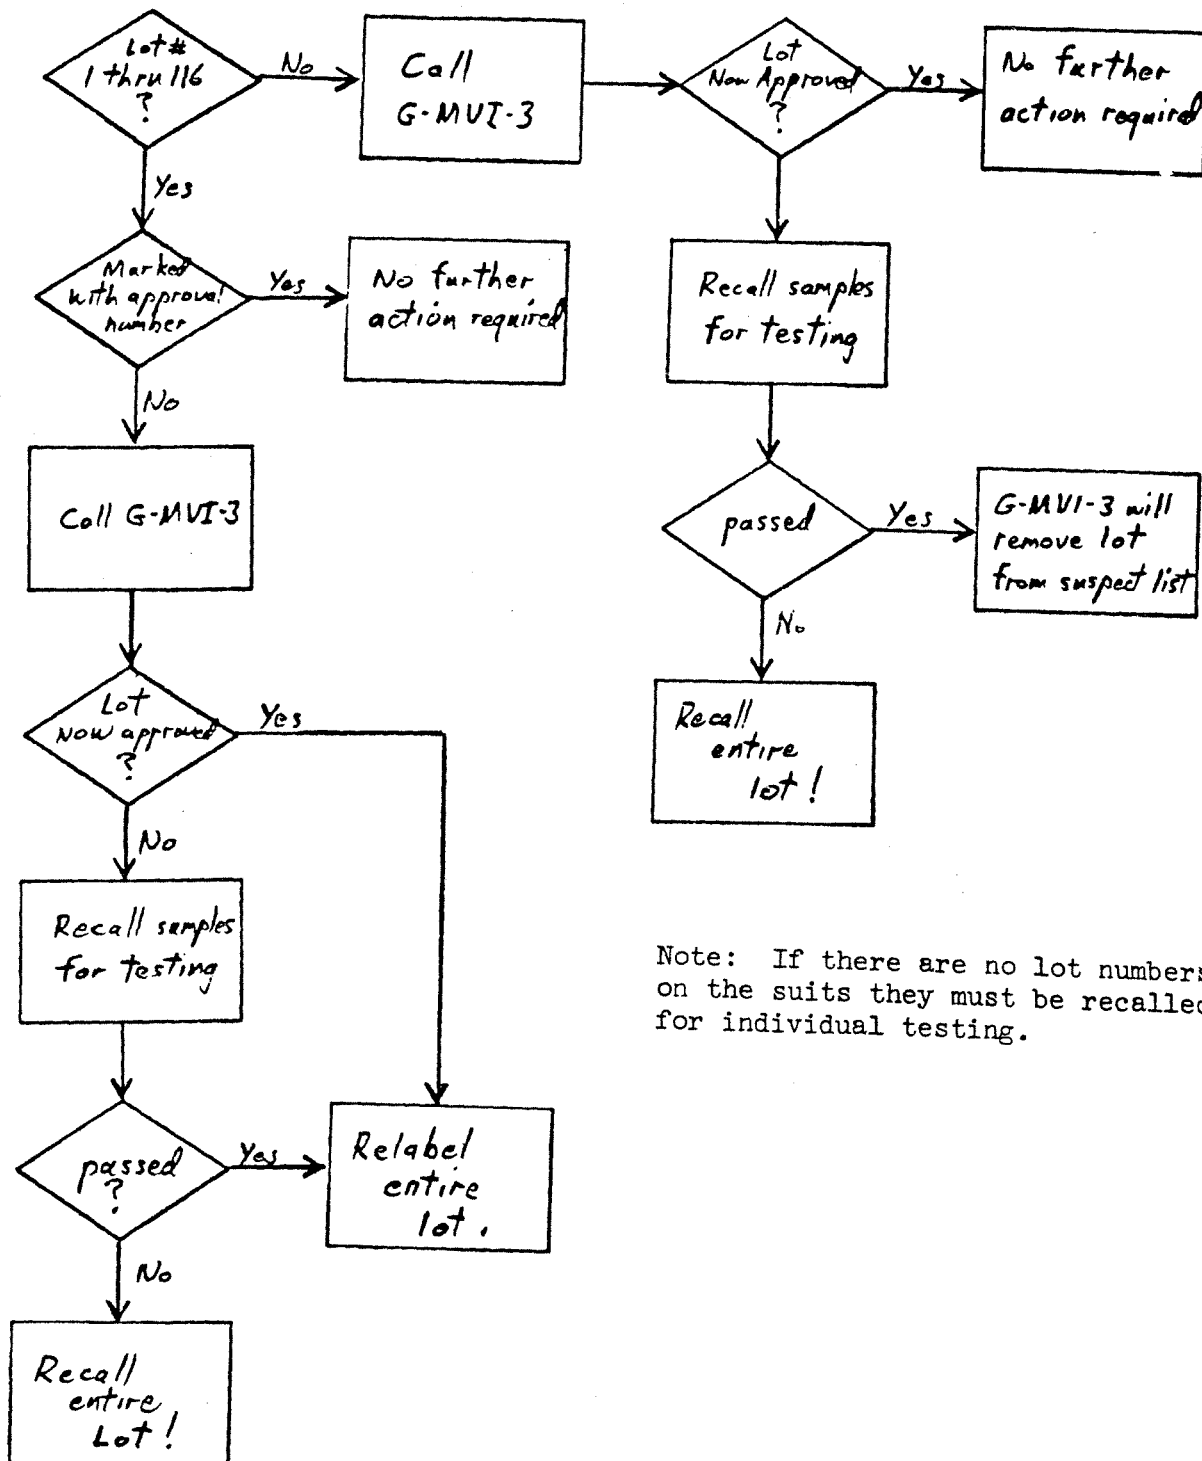 Lot #
1 thru 116
?
No
Call
G-MVI-3
Lot
Now Approved
?
Yes
No further
action required
Yes
Marked
with approval
number
Yes
No further
action required
Recall samples
for testing
No
Call G-MVI-3
passed
Yes
G-MVI-3 will
remove lot
from suspect list
No
Recall
entire
lot!
Lot
Now approved
?
Yes
No
Recall samples
for testing
Note: If there are no lot numbers
on the suits they must be recalled
for individual testing.
passed
?
Yes
Relabel
entire
lot.
No
Recall
entire
Lot!